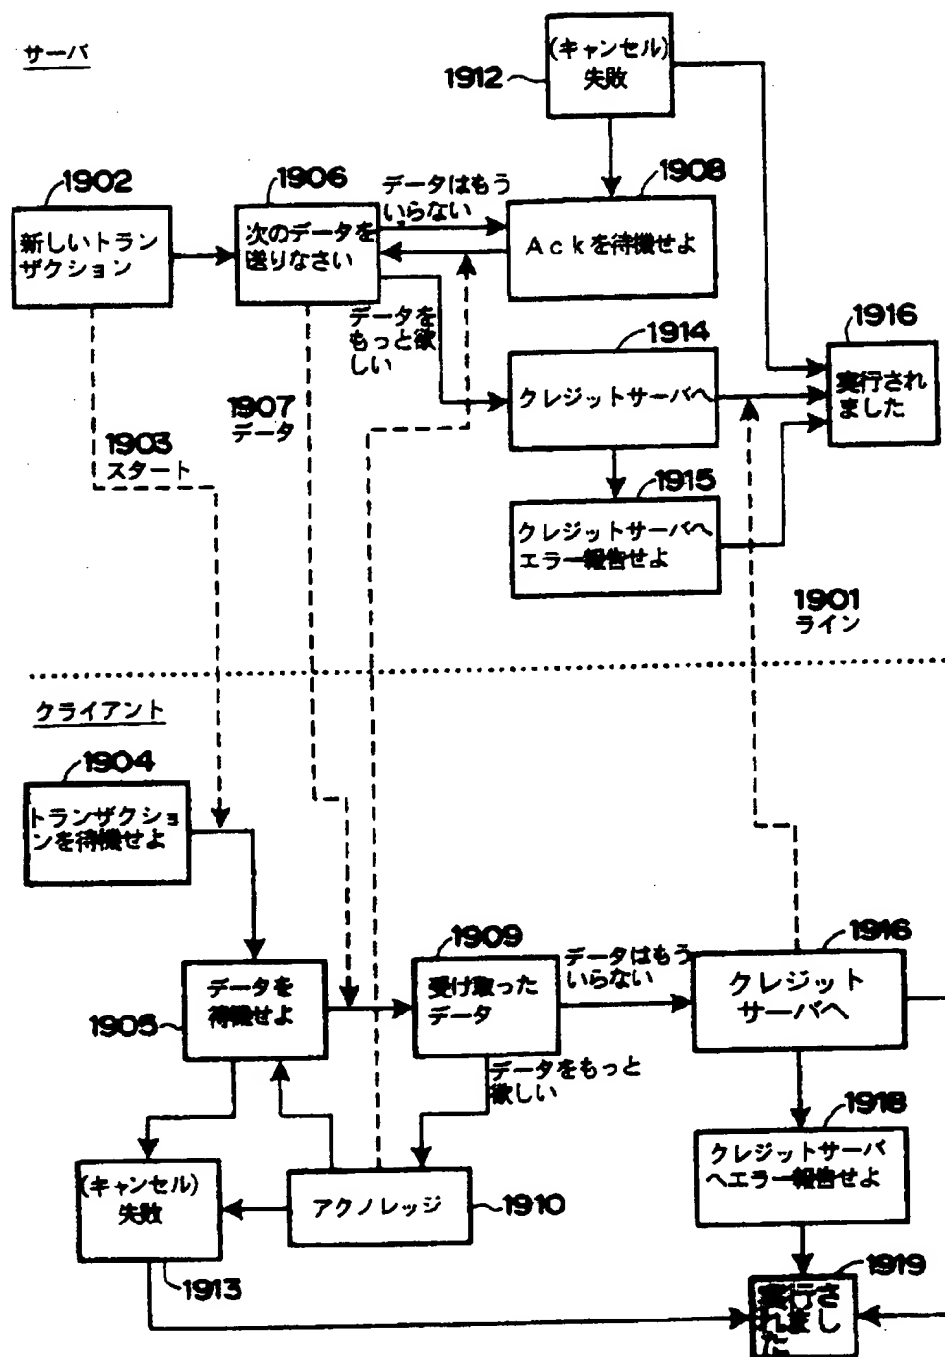 サーバ
(キャンセル)
失敗
1912
1902
新しいトラン
ザクション
1906
次のデータを
送りなさい
データはもう
いらない
1908
Ackを待機せよ
データを
もっと欲
しい
1914
クレジットサーバへ
1916
実行され
ました
1903
スタート
1907
データ
1915
クレジットサーバへ
エラー報告せよ
1901
ライン
クライアント
1904
トランザクショ
ンを待機せよ
1905
データを
待機せよ
1909
受け取った
データ
データはもう
いらない
1916
クレジット
サーバへ
データをもっと
欲しい
1918
クレジットサーバ
へエラー報告せよ
(キャンセル)
失敗
1913
アクノレッジ
1910
1919
実行さ
れまし
た